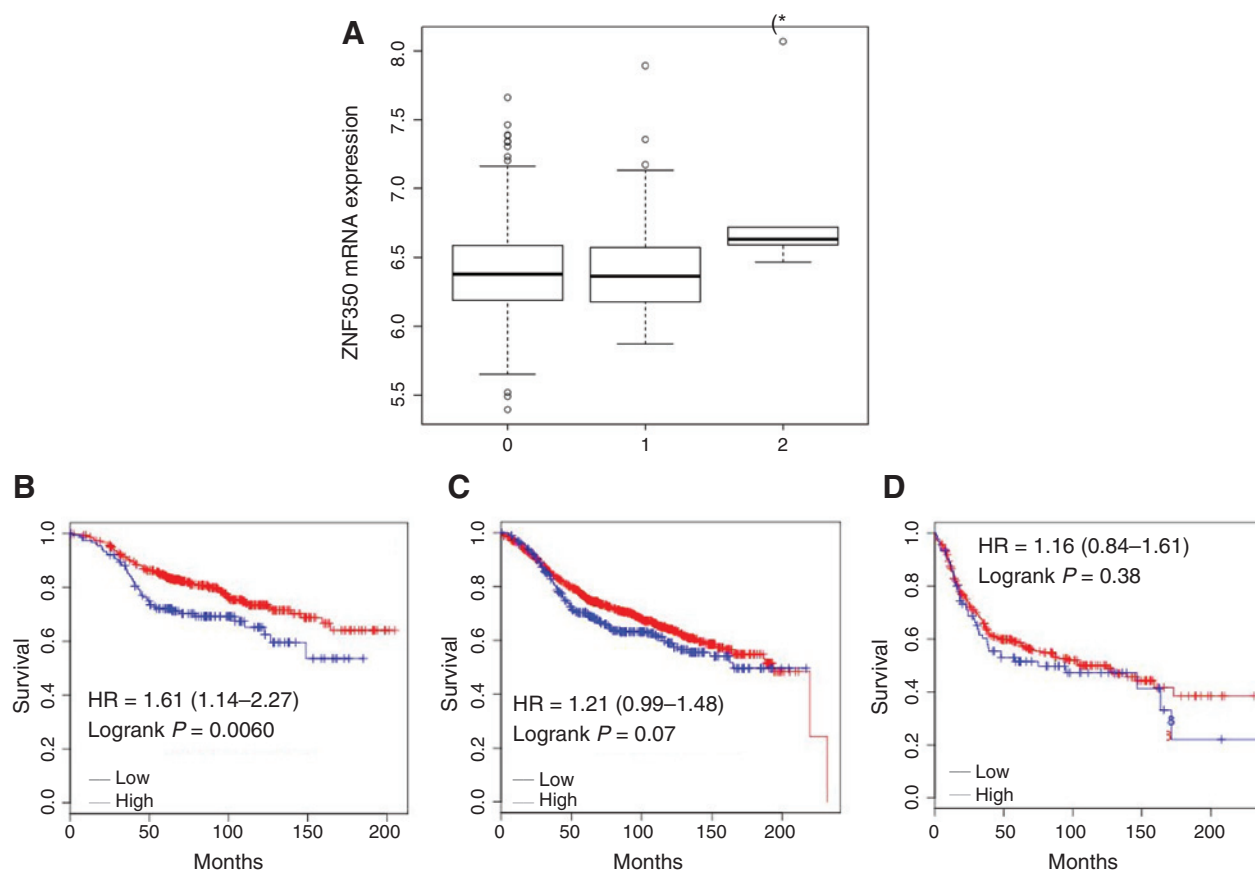 A
(*
ZNF350 mRNA expression
8.0
7.5
7.0
6.5
6.0
5.5
0 1 2
B
Survival
1.0
0.8
0.6
0.4
0.2
0.0
HR = 1.61 (1.14–2.27)
Logrank P = 0.0060
Low
High
0 50 100 150 200
Months
C
Survival
1.0
0.8
0.6
0.4
0.2
0.0
HR = 1.21 (0.99–1.48)
Logrank P = 0.07
Low
High
0 50 100 150 200
Months
D
Survival
1.0
0.8
0.6
0.4
0.2
0.0
HR = 1.16 (0.84–1.61)
Logrank P = 0.38
Low
High
0 50 100 150 200
Months